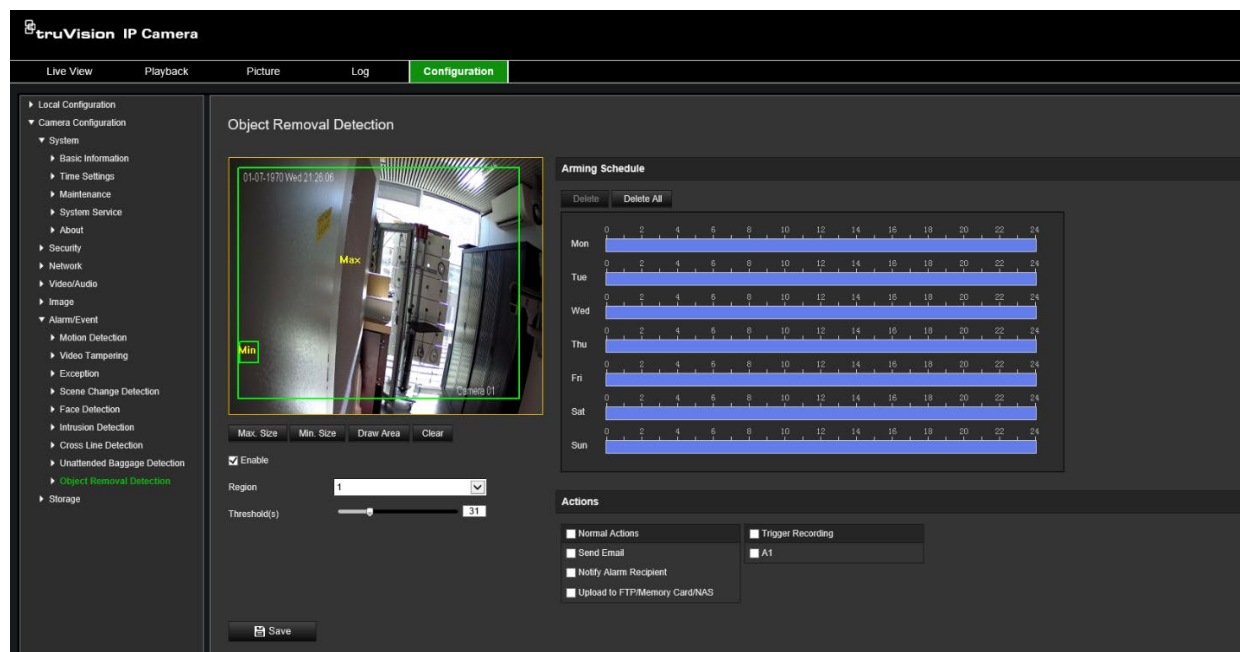 truVision IP Camera
Live View Playback Picture Log Configuration
Local Configuration
Camera Configuration
System
Basic Information
Time Settings
Maintenance
System Service
About
Security
Network
Video/Audio
Image
Alarm/Event
Motion Detection
Video Tampering
Exception
Scene Change Detection
Face Detection
Intrusion Detection
Cross Line Detection
Unattended Baggage Detection
Object Removal Detection
Storage
Object Removal Detection
01-07-1970 Wed 21:26:06
Max
Min
Camera 01
Max. Size Min. Size Draw Area Clear
Enable
Region 1
Threshold(s) 31
Save
Arming Schedule
Delete Delete All
0 2 4 6 8 10 12 14 16 18 20 22 24
Mon
0 2 4 6 8 10 12 14 16 18 20 22 24
Tue
0 2 4 6 8 10 12 14 16 18 20 22 24
Wed
0 2 4 6 8 10 12 14 16 18 20 22 24
Thu
0 2 4 6 8 10 12 14 16 18 20 22 24
Fri
0 2 4 6 8 10 12 14 16 18 20 22 24
Sat
0 2 4 6 8 10 12 14 16 18 20 22 24
Sun
Actions
Normal Actions Trigger Recording
Send Email A1
Notify Alarm Recipient
Upload to FTP/Memory Card/NAS